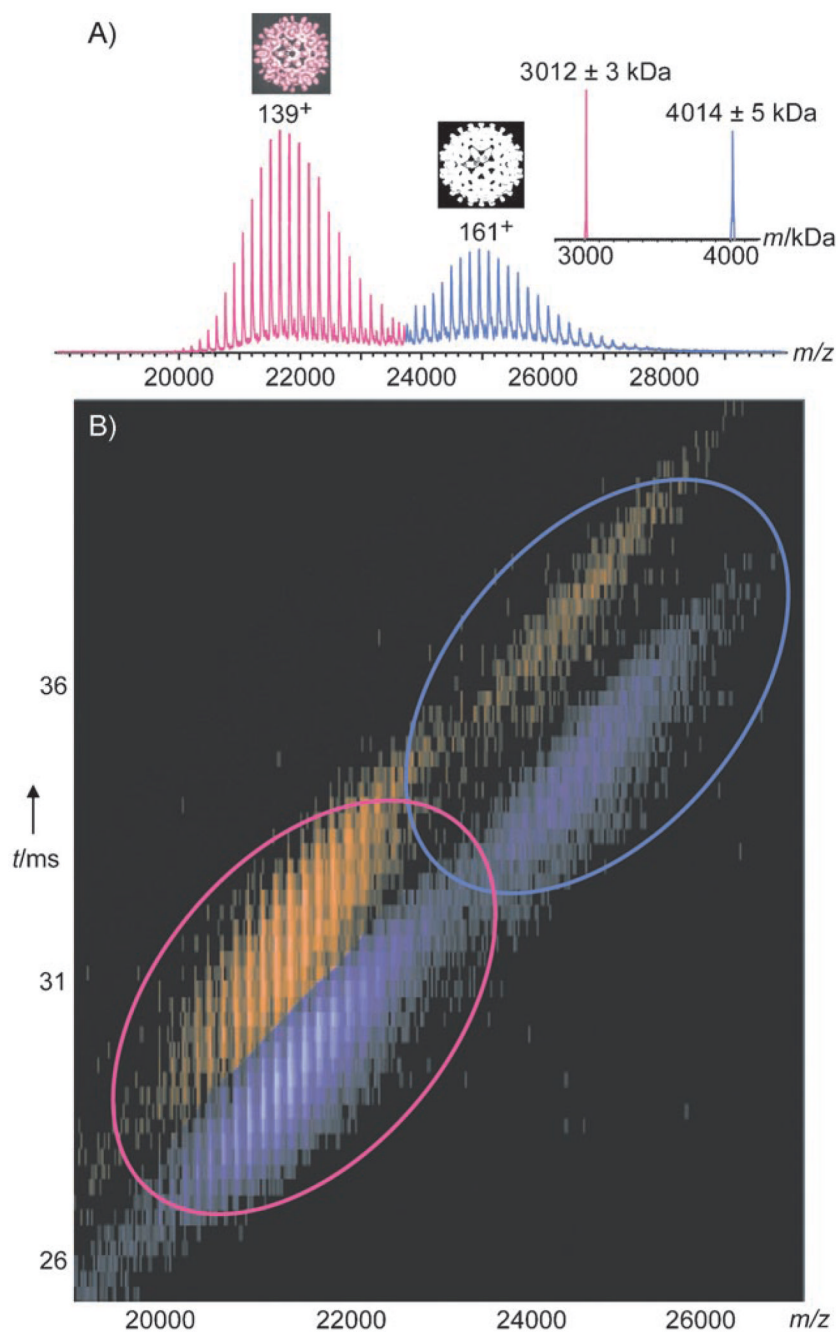 A)
139⁺
161⁺
3012 ± 3 kDa
4014 ± 5 kDa
3000 4000 m/kDa
20000 22000 24000 26000 28000 m/z
B)
36
t/ms
31
26
20000 22000 24000 26000 m/z